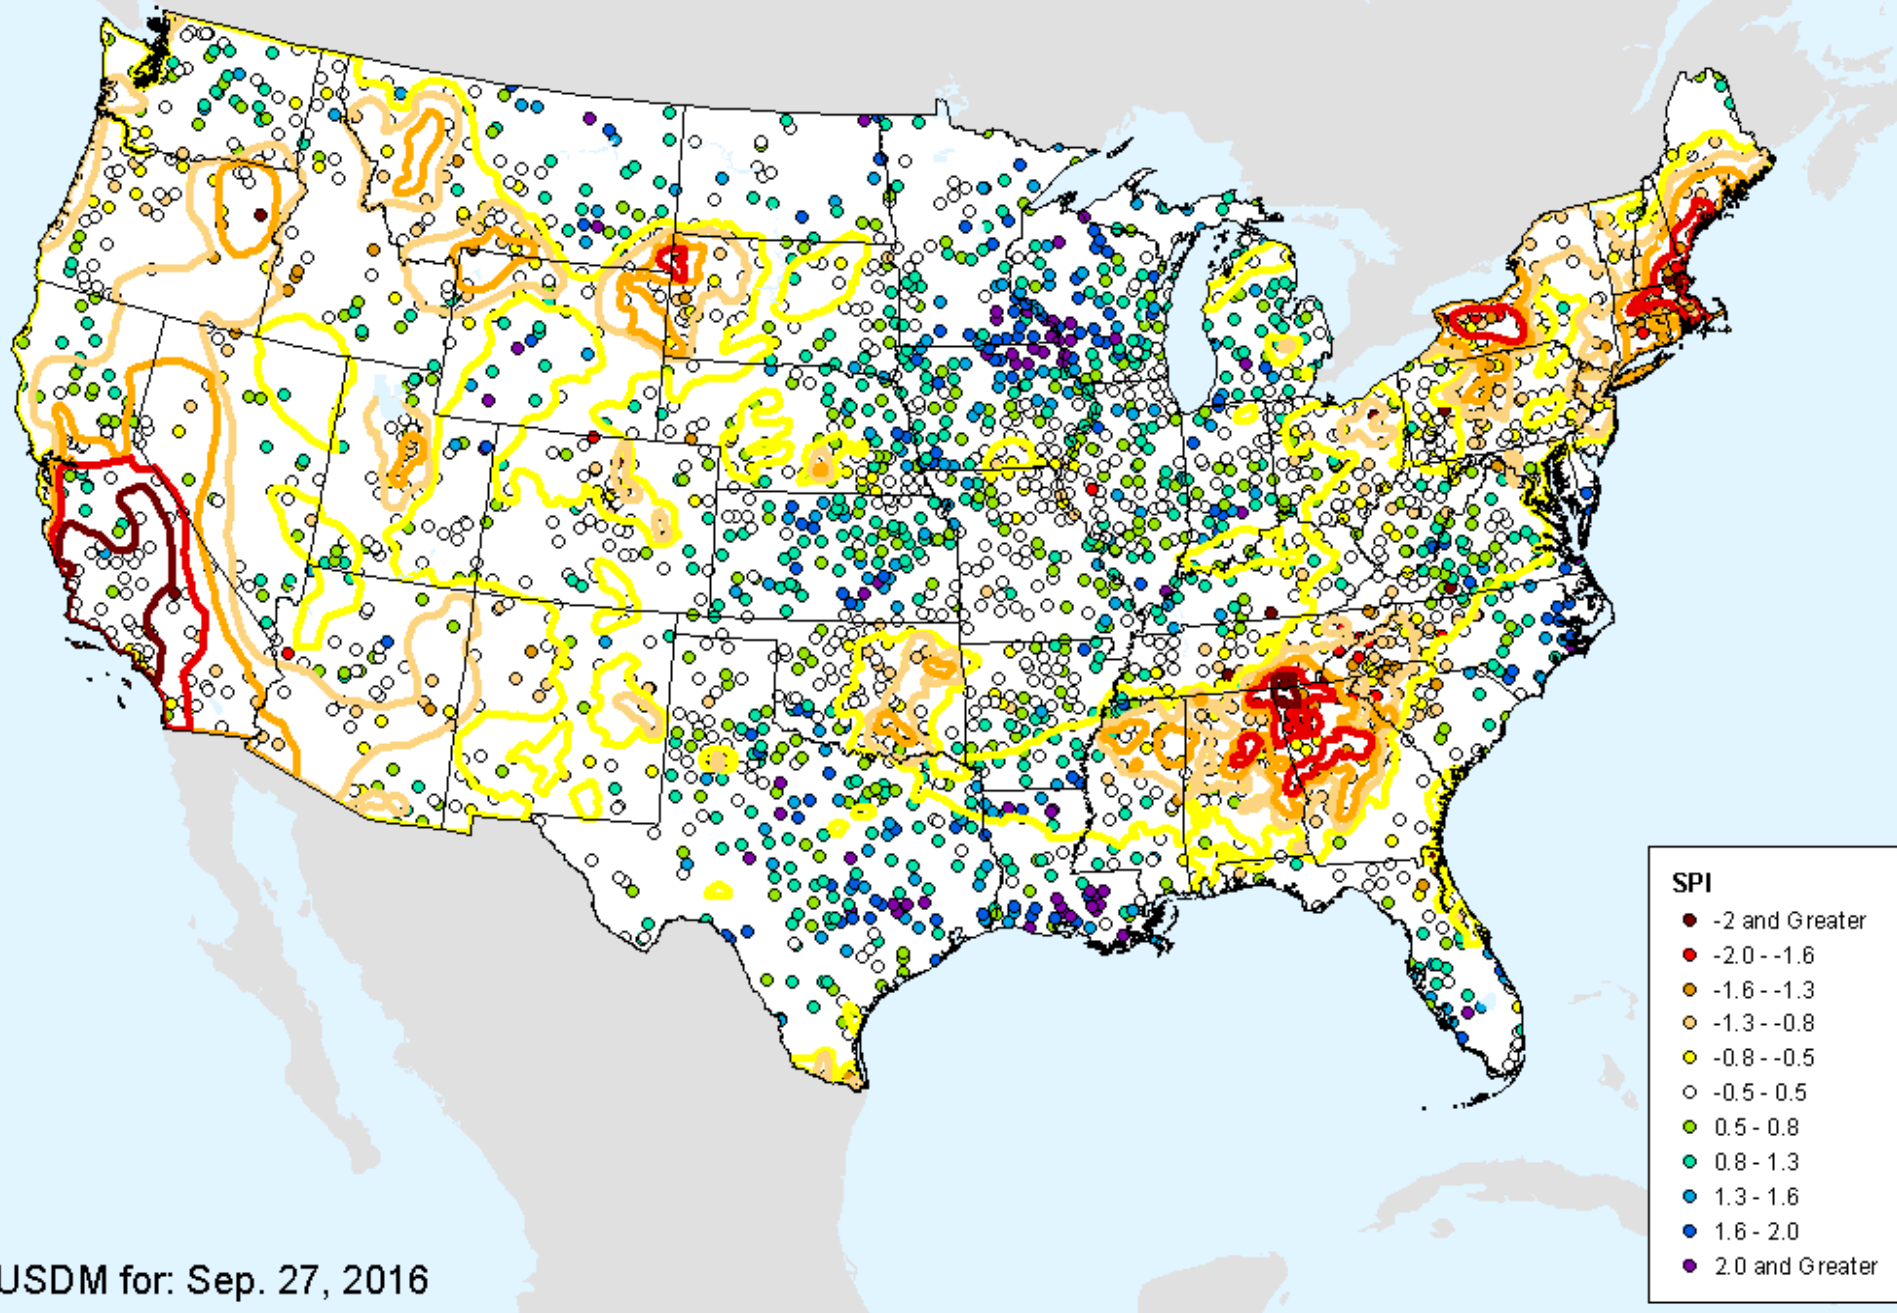 SPI
-2 and Greater
-2.0 - -1.6
-1.6 - -1.3
-1.3 - -0.8
-0.8 - -0.5
-0.5 - 0.5
0.5 - 0.8
0.8 - 1.3
1.3 - 1.6
1.6 - 2.0
2.0 and Greater
USDM for: Sep. 27, 2016